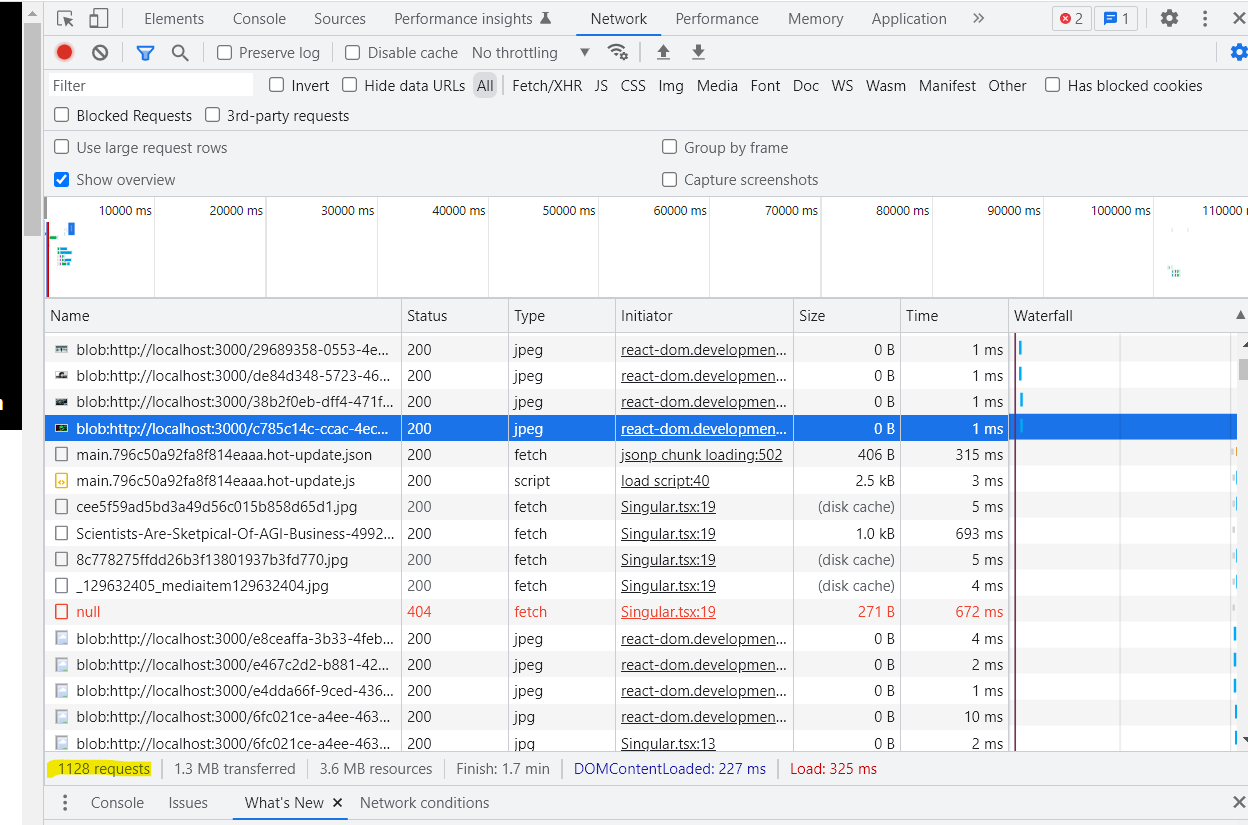 Elements Console Sources Performance insights Network Performance Memory Application » 2 1
Preserve log Disable cache No throttling
Filter Invert Hide data URLs All Fetch/XHR JS CSS Img Media Font Doc WS Wasm Manifest Other Has blocked cookies
Blocked Requests 3rd-party requests
Use large request rows Group by frame
Show overview Capture screenshots
10000 ms 20000 ms 30000 ms 40000 ms 50000 ms 60000 ms 70000 ms 80000 ms 90000 ms 100000 ms 110000
Name Status Type Initiator Size Time Waterfall
blob:http://localhost:3000/29689358-0553-4e... 200 jpeg react-dom.developmen... 0 B 1 ms
blob:http://localhost:3000/de84d348-5723-46... 200 jpeg react-dom.developmen... 0 B 1 ms
blob:http://localhost:3000/38b2f0eb-dff4-471f... 200 jpeg react-dom.developmen... 0 B 1 ms
blob:http://localhost:3000/c785c14c-ccac-4ec... 200 jpeg react-dom.developmen... 0 B 1 ms
main.796c50a92fa8f814eaaa.hot-update.json 200 fetch jsonp chunk loading:502 406 B 315 ms
main.796c50a92fa8f814eaaa.hot-update.js 200 script load script:40 2.5 kB 3 ms
cee5f59ad5bd3a49d56c015b858d65d1.jpg 200 fetch Singular.tsx:19 (disk cache) 5 ms
Scientists-Are-Sketpical-Of-AGI-Business-4992... 200 fetch Singular.tsx:19 1.0 kB 693 ms
8c778275ffdd26b3f13801937b3fd770.jpg 200 fetch Singular.tsx:19 (disk cache) 5 ms
_129632405_mediaitem129632404.jpg 200 fetch Singular.tsx:19 (disk cache) 4 ms
null 404 fetch Singular.tsx:19 271 B 672 ms
blob:http://localhost:3000/e8ceaffa-3b33-4feb... 200 jpeg react-dom.developmen... 0 B 4 ms
blob:http://localhost:3000/e467c2d2-b881-42... 200 jpeg react-dom.developmen... 0 B 2 ms
blob:http://localhost:3000/e4dda66f-9ced-436... 200 jpeg react-dom.developmen... 0 B 1 ms
blob:http://localhost:3000/6fc021ce-a4ee-463... 200 jpg react-dom.developmen... 0 B 10 ms
blob:http://localhost:3000/6fc021ce-a4ee-463... 200 jpg Singular.tsx:13 0 B 2 ms
1128 requests 1.3 MB transferred 3.6 MB resources Finish: 1.7 min DOMContentLoaded: 227 ms Load: 325 ms
Console Issues What's New Network conditions